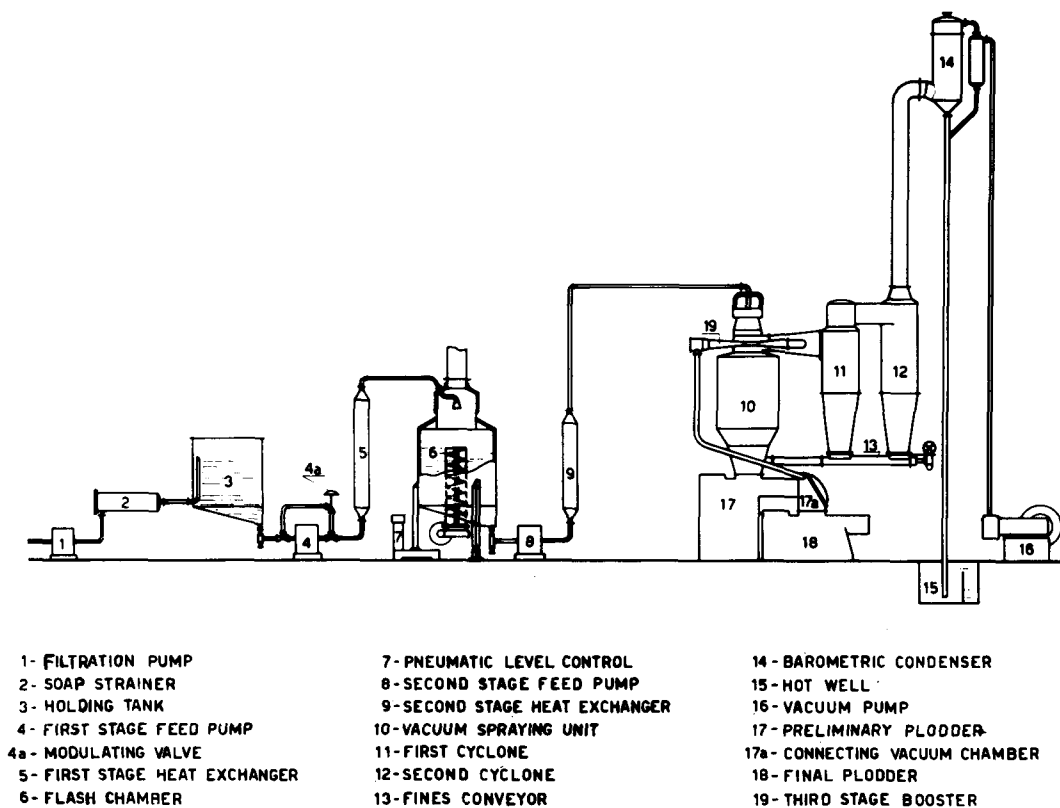 14
19
11
12
10
4a
5
6
9
13
3
2
17
17a
1
4
7
8
18
16
15
1- FILTRATION PUMP
2- SOAP STRAINER
3- HOLDING TANK
4- FIRST STAGE FEED PUMP
4a- MODULATING VALVE
5- FIRST STAGE HEAT EXCHANGER
6- FLASH CHAMBER
7- PNEUMATIC LEVEL CONTROL
8- SECOND STAGE FEED PUMP
9- SECOND STAGE HEAT EXCHANGER
10- VACUUM SPRAYING UNIT
11- FIRST CYCLONE
12- SECOND CYCLONE
13- FINES CONVEYOR
14- BAROMETRIC CONDENSER
15- HOT WELL
16- VACUUM PUMP
17- PRELIMINARY PLODDER
17a- CONNECTING VACUUM CHAMBER
18- FINAL PLODDER
19- THIRD STAGE BOOSTER